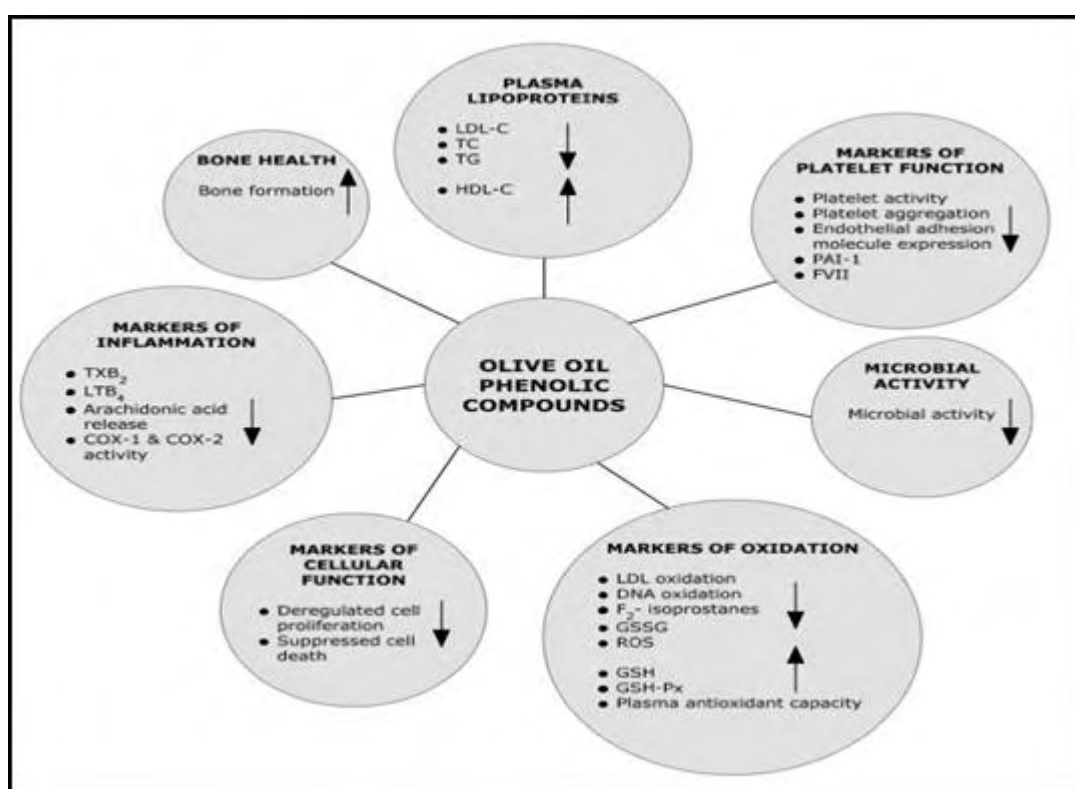 PLASMA
LIPOPROTEINS
● LDL-C
● TC
● TG
● HDL-C
BONE HEALTH
Bone formation
MARKERS OF
PLATELET FUNCTION
● Platelet activity
● Platelet aggregation
● Endothelial adhesion
molecule expression
● PAI-1
● FVII
MARKERS OF
INFLAMMATION
● TXB₂
● LTB₄
● Arachidonic acid
release
● COX-1 & COX-2
activity
OLIVE OIL
PHENOLIC
COMPOUNDS
MICROBIAL
ACTIVITY
Microbial activity
MARKERS OF
CELLULAR
FUNCTION
● Deregulated cell
proliferation
● Suppressed cell
death
MARKERS OF OXIDATION
● LDL oxidation
● DNA oxidation
● F₂- isoprostanes
● GSSG
● ROS
● GSH
● GSH-Px
● Plasma antioxidant capacity